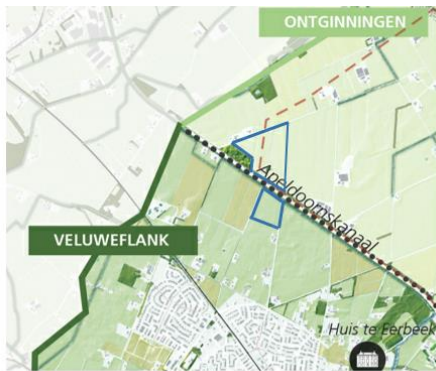 ONTGINNINGEN
Apeldoornskanaal
VELUWEFLANK
Huis te Eerbeek